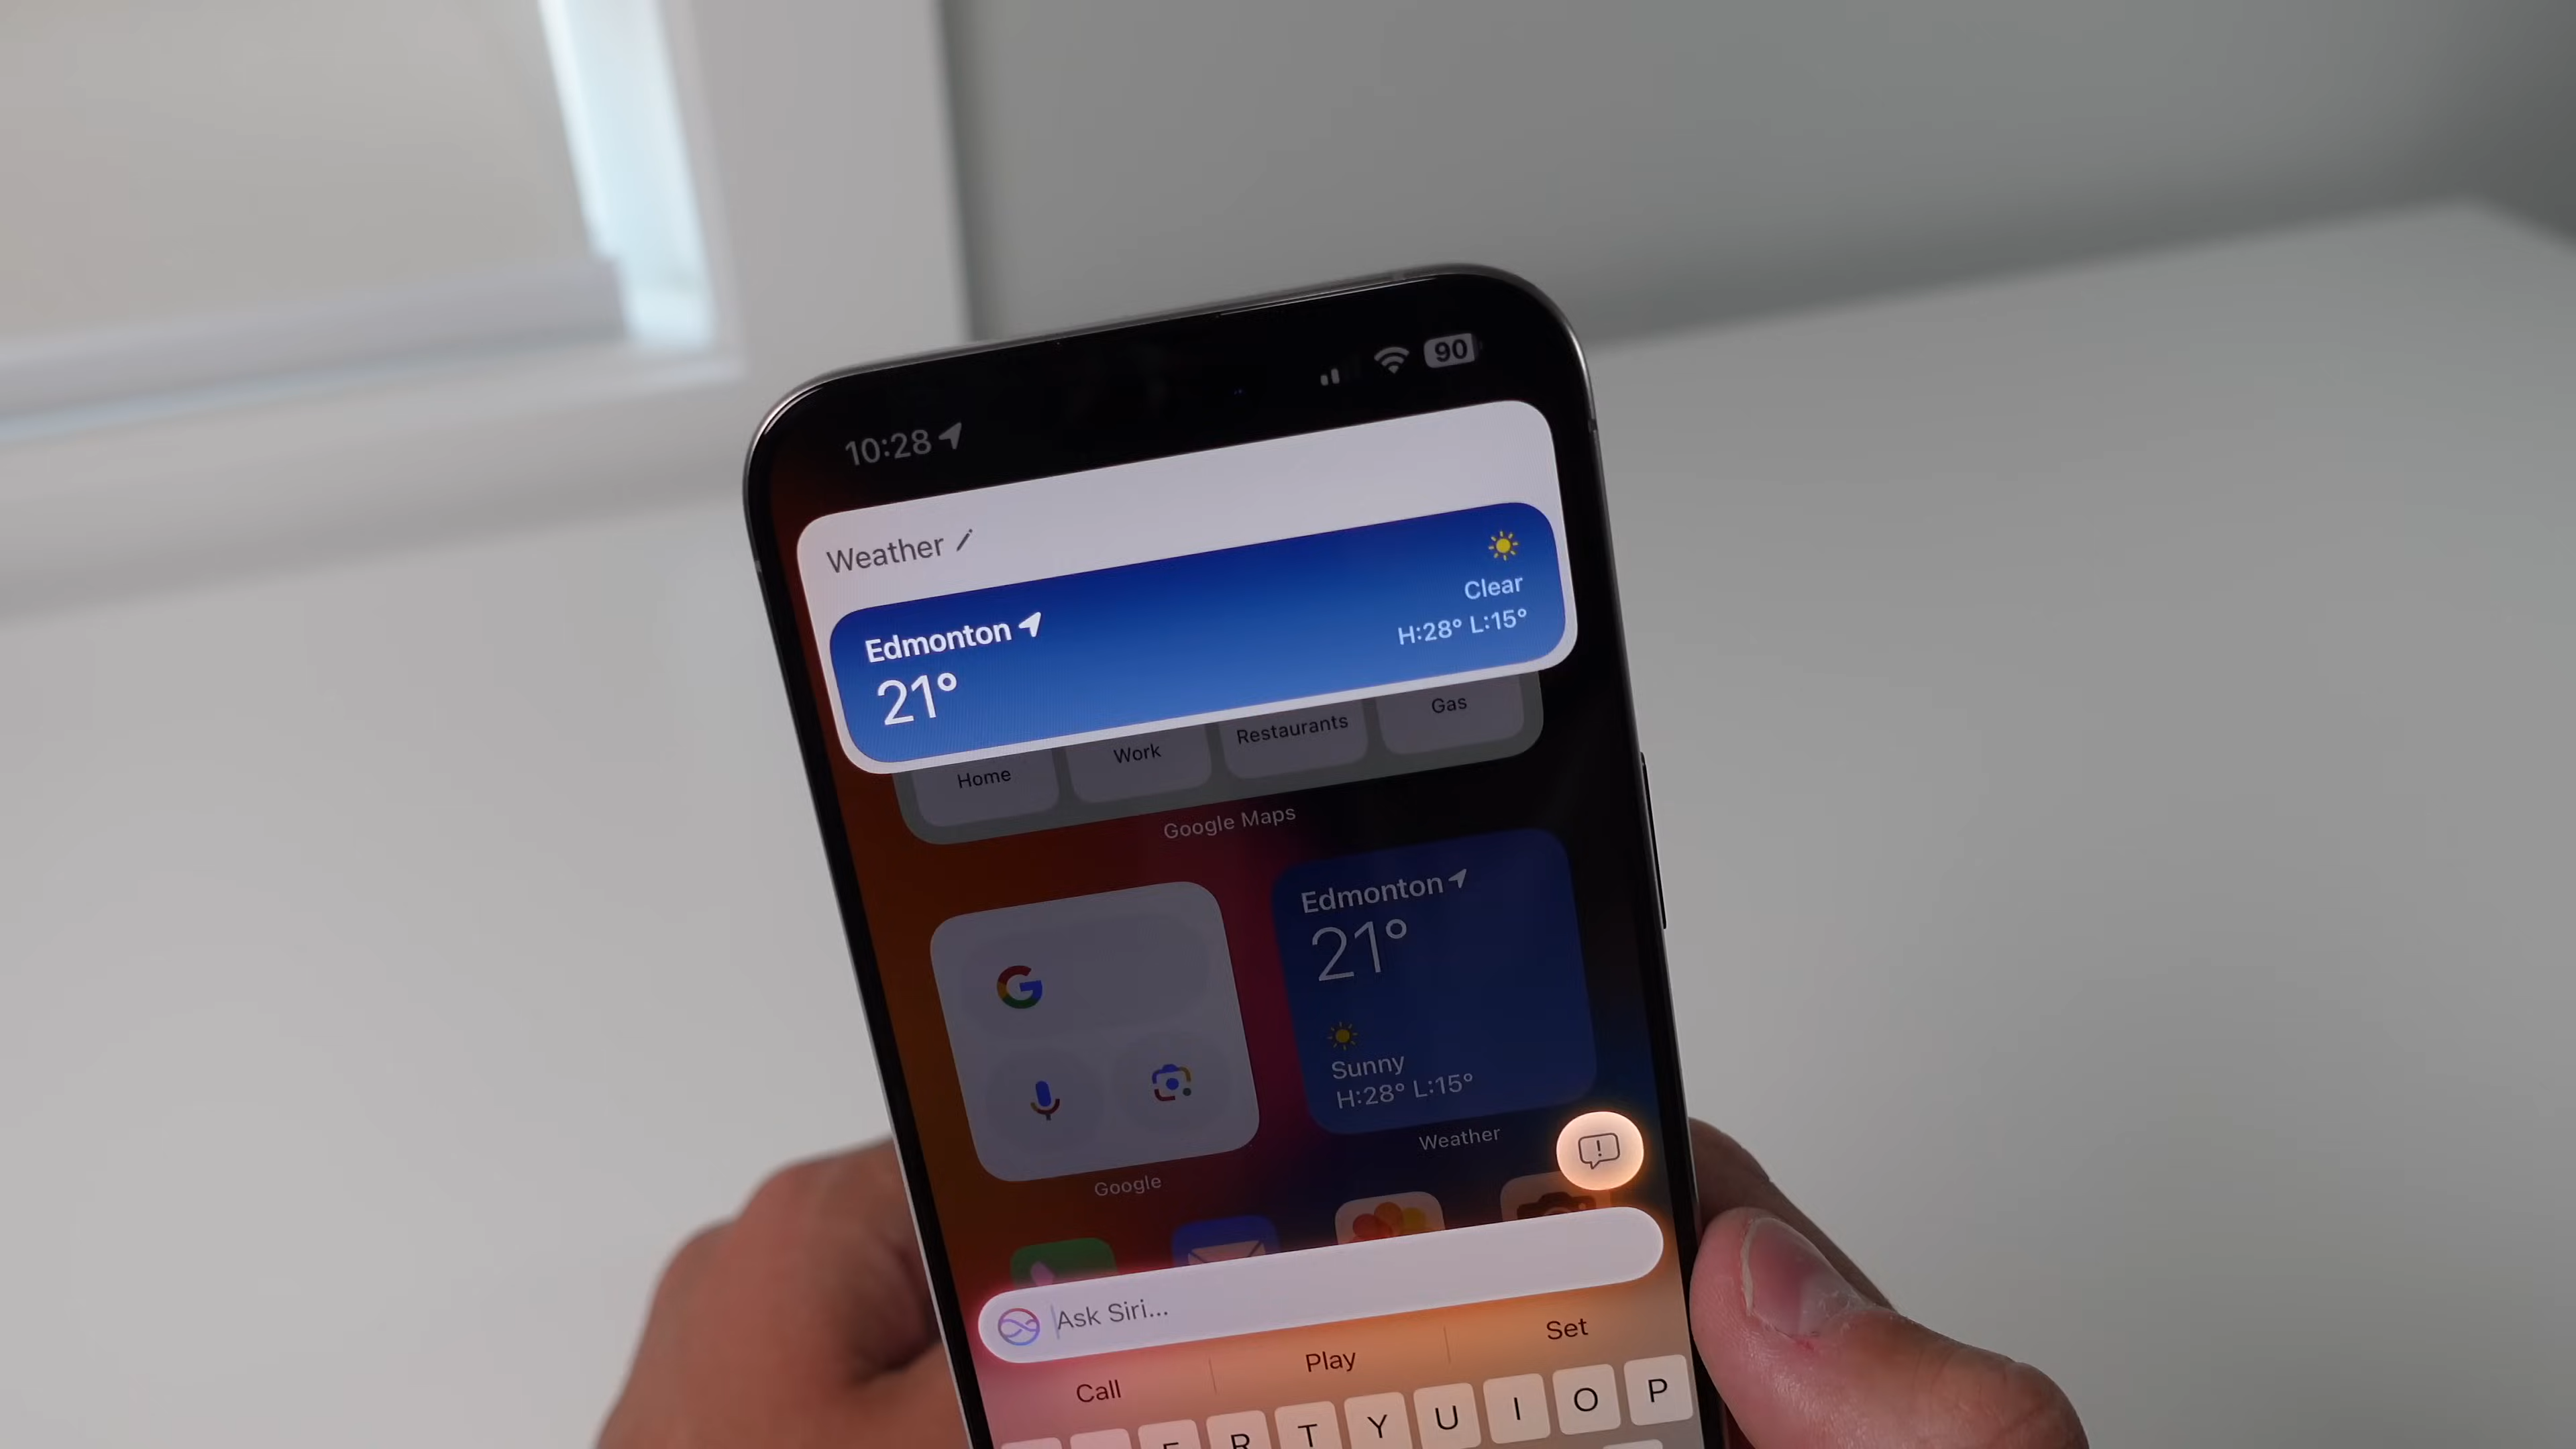 10:28
90
Weather
Edmonton
21°
Clear
H:28° L:15°
Home
Work
Restaurants
Gas
Google Maps
G
Edmonton
21°
Sunny
H:28° L:15°
Google
Weather
!
Ask Siri...
Call
Play
Set
R T Y U I O P